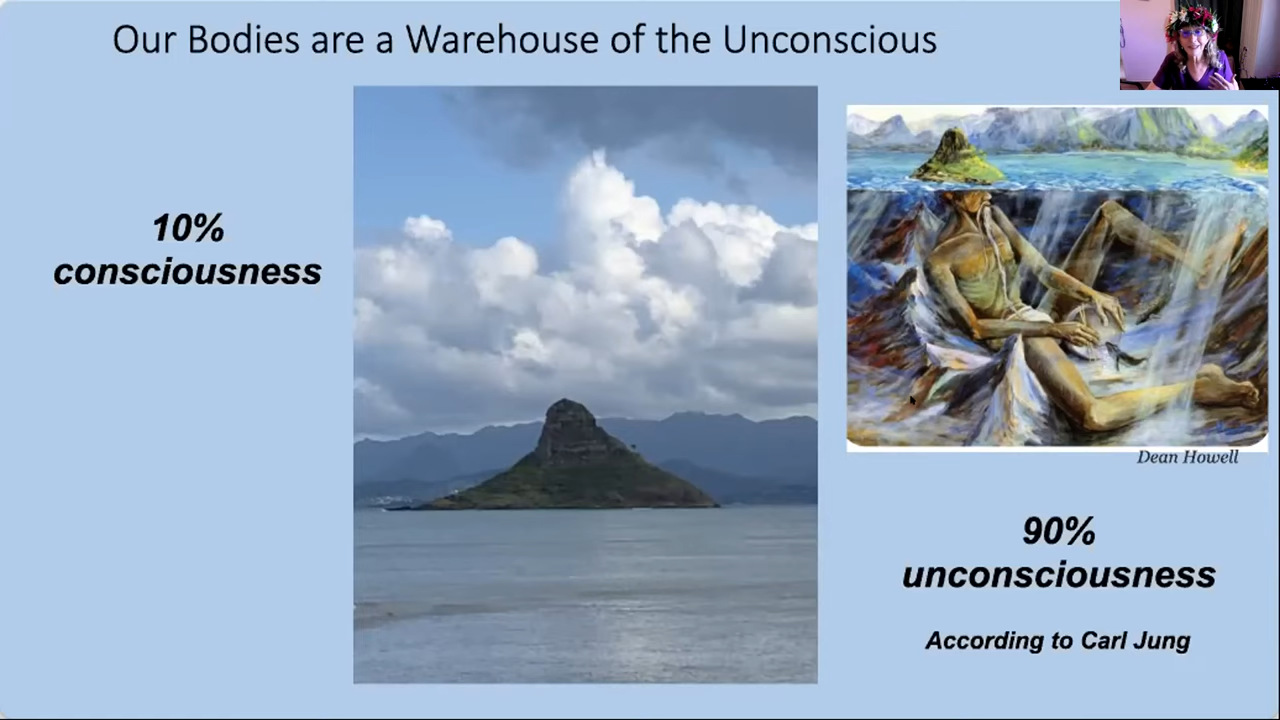 Our Bodies are a Warehouse of the Unconscious
10%
consciousness
Dean Howell
90%
unconsciousness
According to Carl Jung